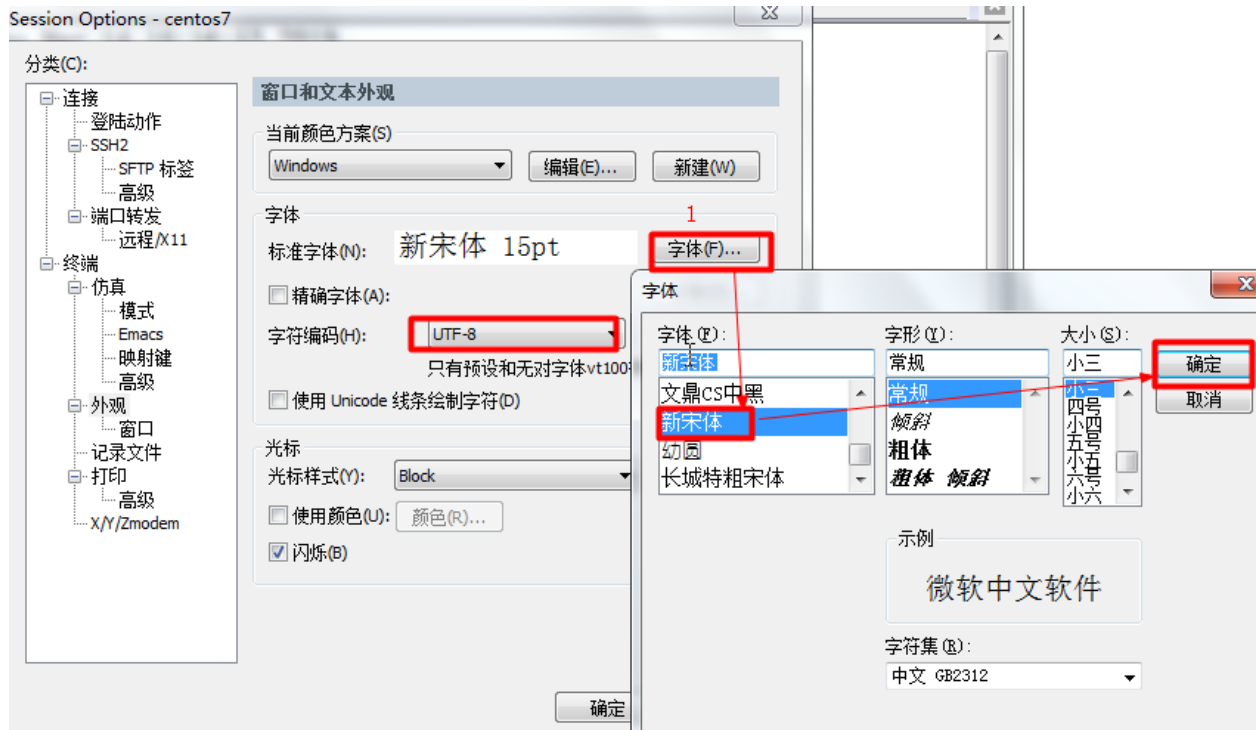 Session Options - centos7
分类(C):
连接
登陆动作
SSH2
SFTP 标签
高级
端口转发
远程/X11
终端
仿真
模式
Emacs
映射键
高级
外观
窗口
记录文件
打印
高级
X/Y/Zmodem
窗口和文本外观
当前颜色方案(S)
Windows
编辑(E)...
新建(W)
字体
1
标准字体(N):
新宋体 15pt
字体(F)...
精确字体(A):
字符编码(H):
UTF-8
只有预设和无对字体vt100
使用 Unicode 线条绘制字符(D)
光标
光标样式(Y):
Block
使用颜色(U):
颜色(R)...
闪烁(B)
确定
字体
字体(F):
新宋体
文鼎CS中黑
新宋体
幼圆
长城特粗宋体
字形(Y):
常规
常规
倾斜
粗体
粗体 倾斜
大小(S):
小三
小三
四号
小四
五号
小五
六号
小六
确定
取消
示例
微软中文软件
字符集(R):
中文 GB2312